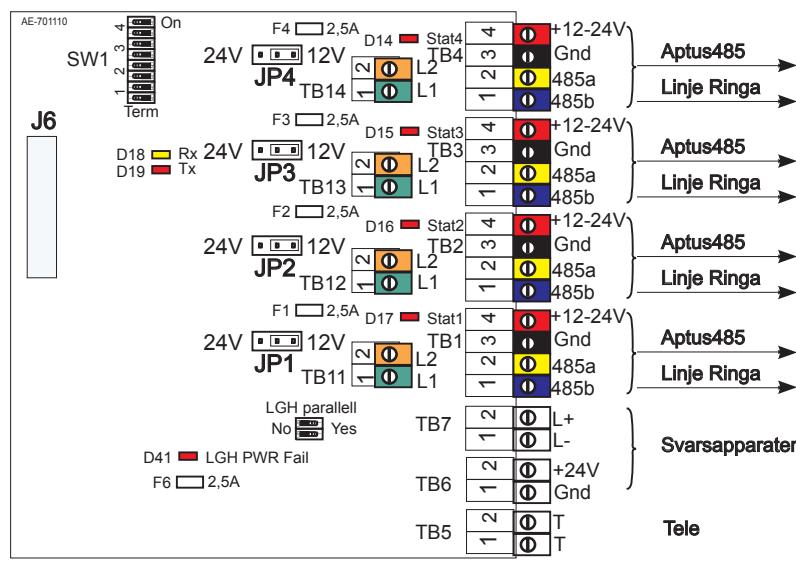 AE-701110
On
SW1
4
3
2
1
Term
J6
D18 Rx
D19 Tx
F4 2,5A
D14 Stat4
24V 12V
JP4
TB4
TB14
2 L2
1 L1
4 +12-24V
3 Gnd
2 485a
1 485b
Aptus485
Linje Ringa
F3 2,5A
D15 Stat3
24V 12V
JP3
TB3
TB13
2 L2
1 L1
4 +12-24V
3 Gnd
2 485a
1 485b
Aptus485
Linje Ringa
F2 2,5A
D16 Stat2
24V 12V
JP2
TB2
TB12
2 L2
1 L1
4 +12-24V
3 Gnd
2 485a
1 485b
Aptus485
Linje Ringa
F1 2,5A
D17 Stat1
24V 12V
JP1
TB1
TB11
2 L2
1 L1
4 +12-24V
3 Gnd
2 485a
1 485b
Aptus485
Linje Ringa
LGH parallell
No Yes
D41 LGH PWR Fail
F6 2,5A
TB7
2 L+
1 L-
TB6
2 +24V
1 Gnd
Svarsapparater
TB5
2 T
1 T
Tele